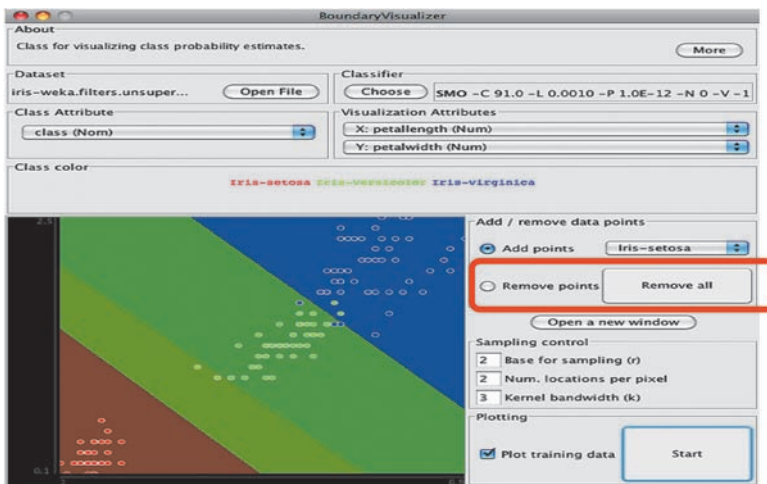 BoundaryVisualizer
About
Class for visualizing class probability estimates.
More
Dataset
iris-weka.filters.unsuper...
Open File
Classifier
Choose
SMO -C 91.0 -L 0.0010 -P 1.0E-12 -N 0 -V -1
Class Attribute
class (Nom)
Visualization Attributes
X: petallength (Num)
Y: petalwidth (Num)
Class color
Iris-setosa Iris-versicolor Iris-virginica
2.5
0.1
Add / remove data points
Add points
Iris-setosa
Remove points
Remove all
Open a new window
Sampling control
2 Base for sampling (r)
2 Num. locations per pixel
3 Kernel bandwidth (k)
Plotting
Plot training data
Start